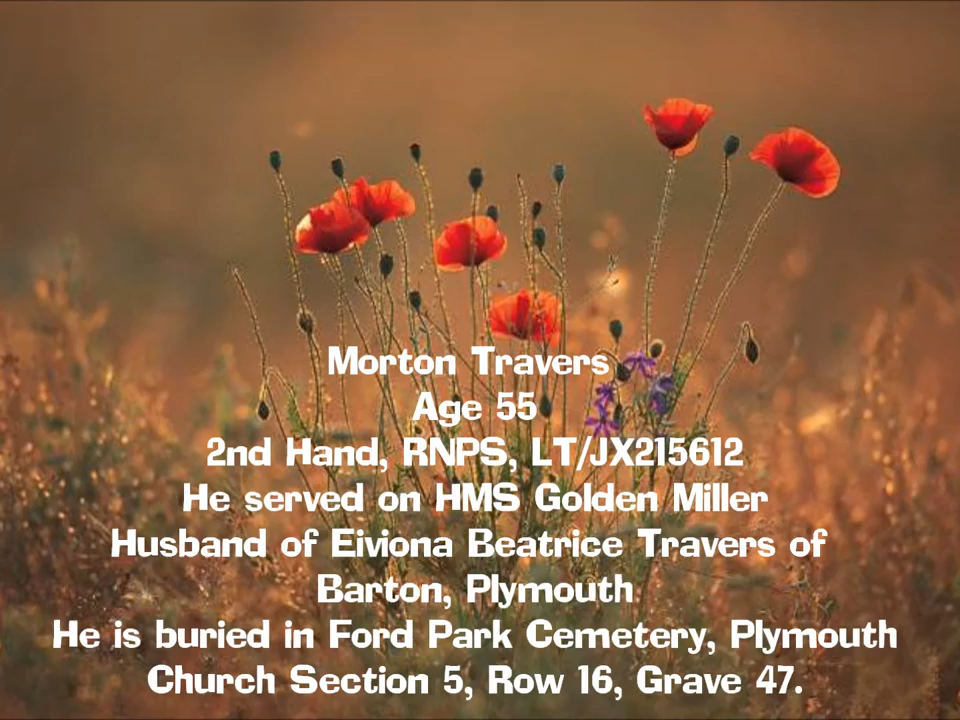 Morton Travers
Age 55
2nd Hand, RNPS, LT/JX215612
He served on HMS Golden Miller
Husband of Eiviona Beatrice Travers of
Barton, Plymouth
He is buried in Ford Park Cemetery, Plymouth
Church Section 5, Row 16, Grave 47.